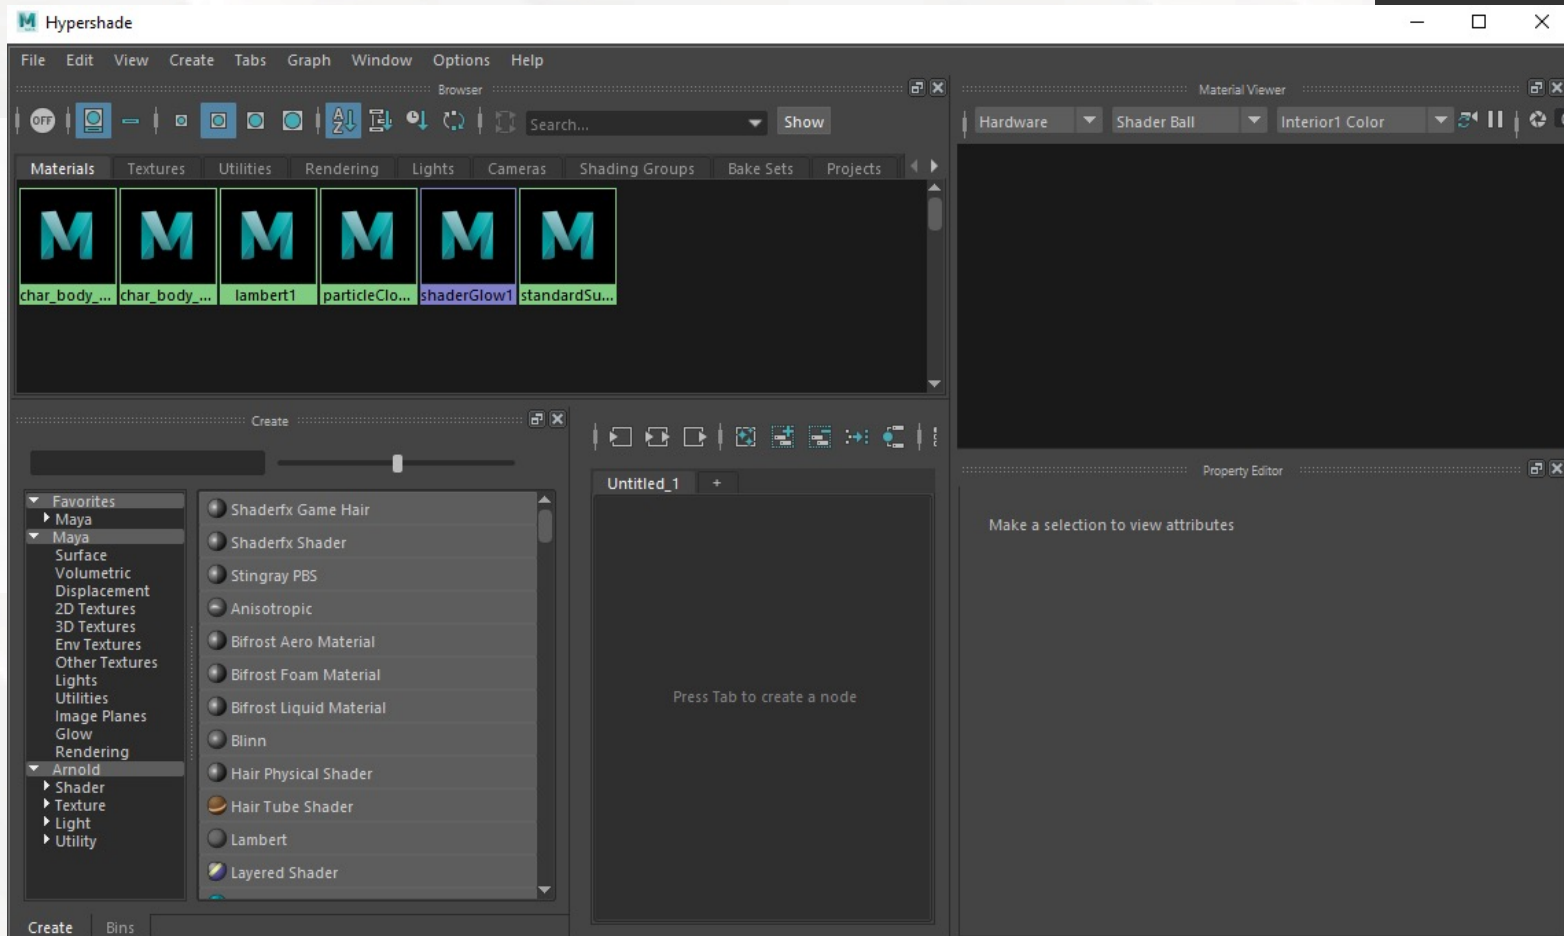 Hypershade
File Edit View Create Tabs Graph Window Options Help
Browser
OFF Search... Show
Materials Textures Utilities Rendering Lights Cameras Shading Groups Bake Sets Projects
char_body_... char_body_... lambert1 particleClo... shaderGlow1 standardSu...
Material Viewer
Hardware Shader Ball Interior1 Color
Create
Favorites
Maya
Maya
Surface
Volumetric
Displacement
2D Textures
3D Textures
Env Textures
Other Textures
Lights
Utilities
Image Planes
Glow
Rendering
Arnold
Shader
Texture
Light
Utility
Shaderfx Game Hair
Shaderfx Shader
Stingray PBS
Anisotropic
Bifrost Aero Material
Bifrost Foam Material
Bifrost Liquid Material
Blinn
Hair Physical Shader
Hair Tube Shader
Lambert
Layered Shader
Create Bins
Untitled_1 +
Press Tab to create a node
Property Editor
Make a selection to view attributes